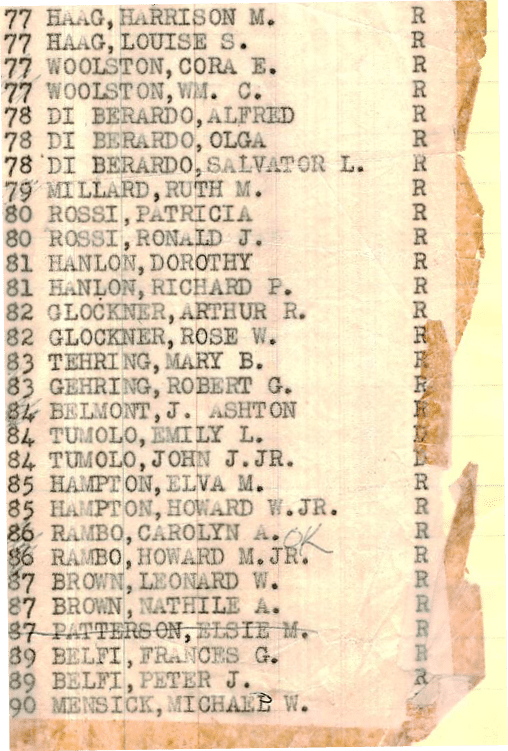 77 HAAG,HARRISON M. R
77 HAAG,LOUISE S. R
77 WOOLSTON,CORA E. R
77 WOOLSTON,WM. C. R
78 DI BERARDO,ALFRED R
78 DI BERARDO,OLGA R
78 DI BERARDO,SALVATOR L. R
79 MILLARD,RUTH M. R
80 ROSSI,PATRICIA R
80 ROSSI,RONALD J. R
81 HANLON,DOROTHY R
81 HANLON,RICHARD P. R
82 GLOCKNER,ARTHUR R. R
82 GLOCKNER,ROSE W. R
83 TEHRING,MARY B. R
83 GEHRING,ROBERT G. R
84 BELMONT,J. ASHTON
84 TUMOLO,EMILY L.
84 TUMOLO,JOHN J.JR.
85 HAMPTON,ELVA M. R
85 HAMPTON,HOWARD W.JR. R
86 RAMBO,CAROLYN A. OK R
86 RAMBO,HOWARD M.JR. R
87 BROWN,LEONARD W. R
87 BROWN,NATHILE A. R
87 PATTERSON,ELSIE M. R
89 BELFI,FRANCES G. R
89 BELFI,PETER J. R
90 MENSICK,MICHAEL W.